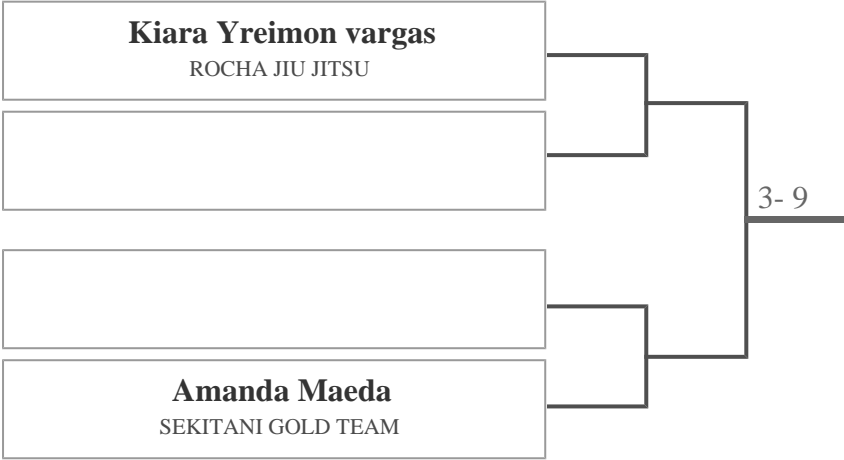 Kiara Yreimon vargas
ROCHA JIU JITSU
3- 9
Amanda Maeda
SEKITANI GOLD TEAM